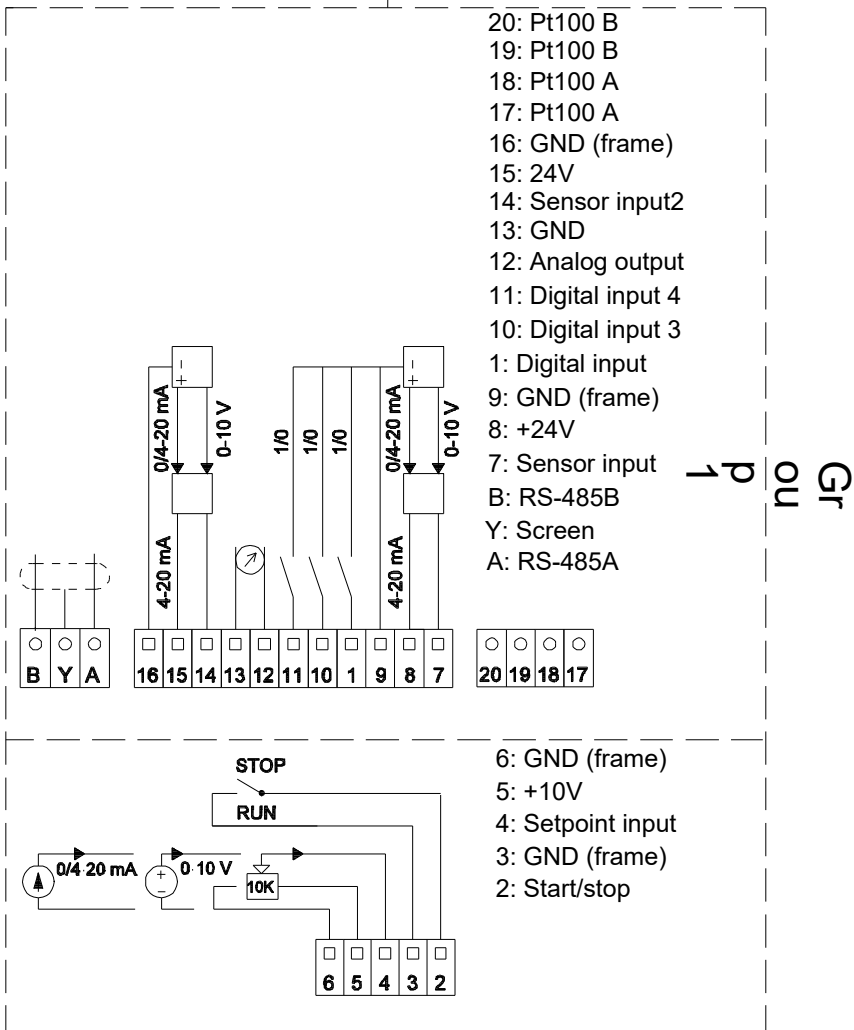 20: Pt100 B
19: Pt100 B
18: Pt100 A
17: Pt100 A
16: GND (frame)
15: 24V
14: Sensor input2
13: GND
12: Analog output
11: Digital input 4
10: Digital input 3
1: Digital input
9: GND (frame)
8: +24V
7: Sensor input
B: RS-485B
Y: Screen
A: RS-485A
Gr
ou
p
1
- +
- +
0/4-20 mA
0-10 V
1/0
1/0
1/0
0/4-20 mA
0-10 V
4-20 mA
4-20 mA
B Y A
16 15 14 13 12 11 10 1 9 8 7
20 19 18 17
6: GND (frame)
5: +10V
4: Setpoint input
3: GND (frame)
2: Start/stop
STOP
RUN
0/4-20 mA
+ −
0-10 V
10K
6 5 4 3 2